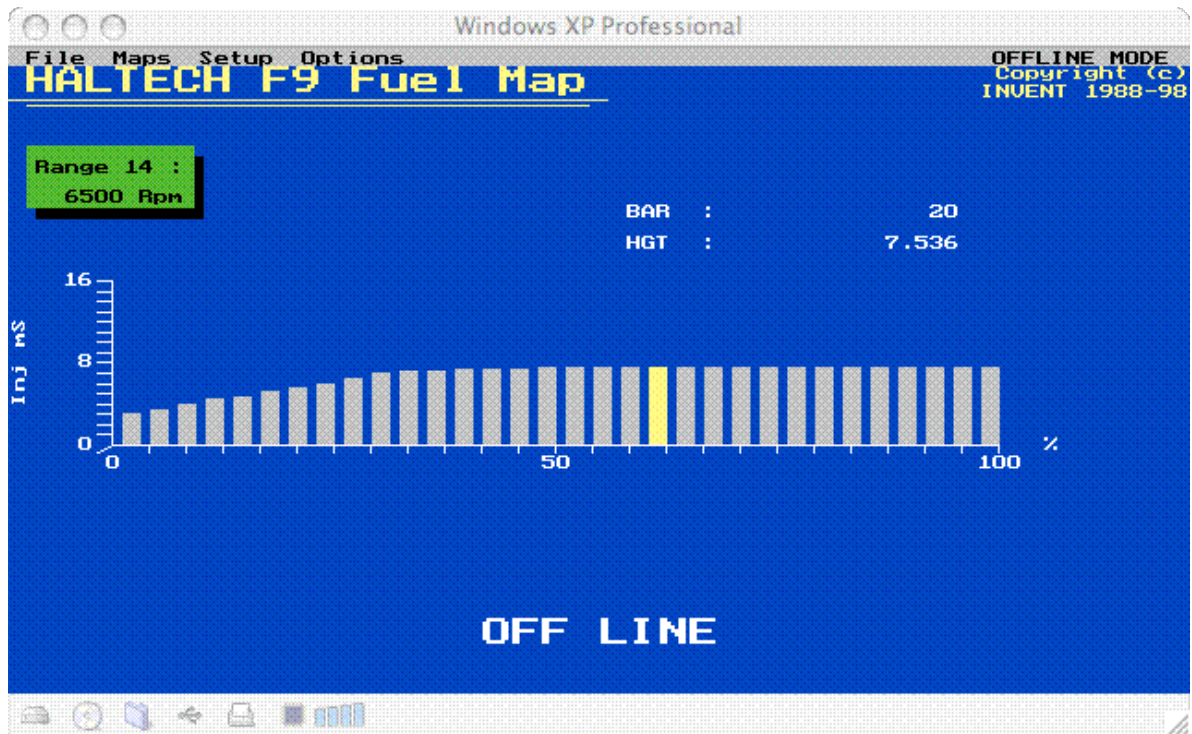 Windows XP Professional
File Maps Setup Options OFFLINE MODE
HALTECH F9 Fuel Map
Copyright (c)
INVENT 1988-98
Range 14 :
6500 Rpm
BAR : 20
HGT : 7.536
16
Inj mS
8
0
0 50 100 %
OFF LINE